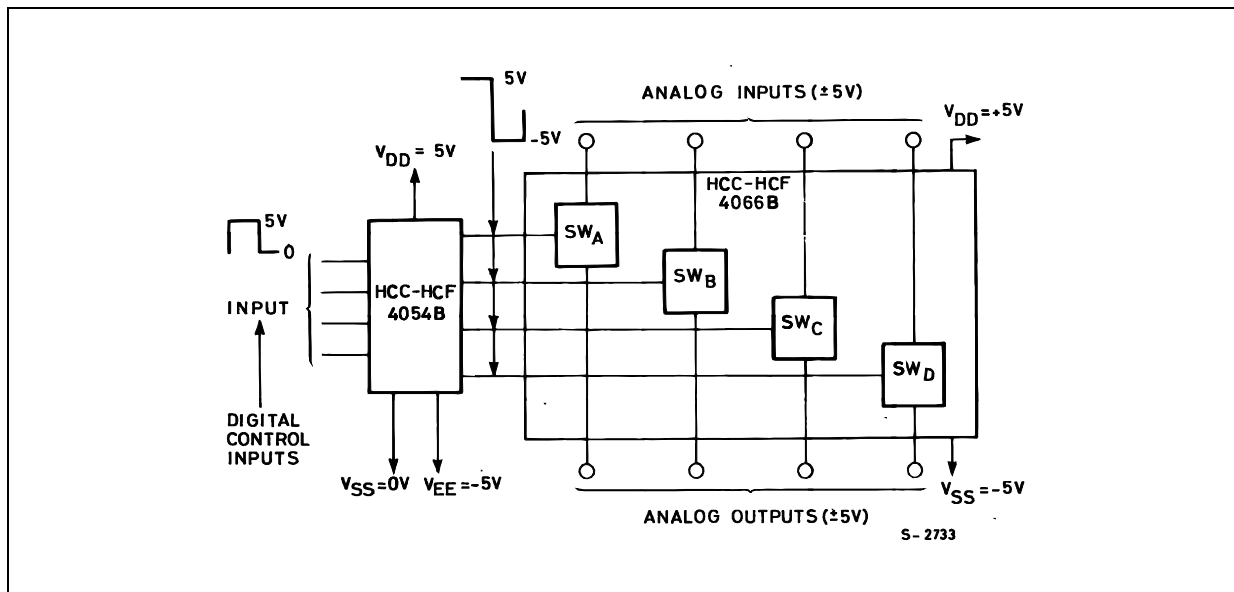 5V
-5V
ANALOG INPUTS (±5V)
VDD=+5V
VDD= 5V
HCC-HCF
4066B
5V
0
SWA
SWB
SWC
SWD
INPUT
HCC-HCF
4054B
DIGITAL
CONTROL
INPUTS
VSS=0V
VEE=-5V
VSS=-5V
ANALOG OUTPUTS (±5V)
S-2733